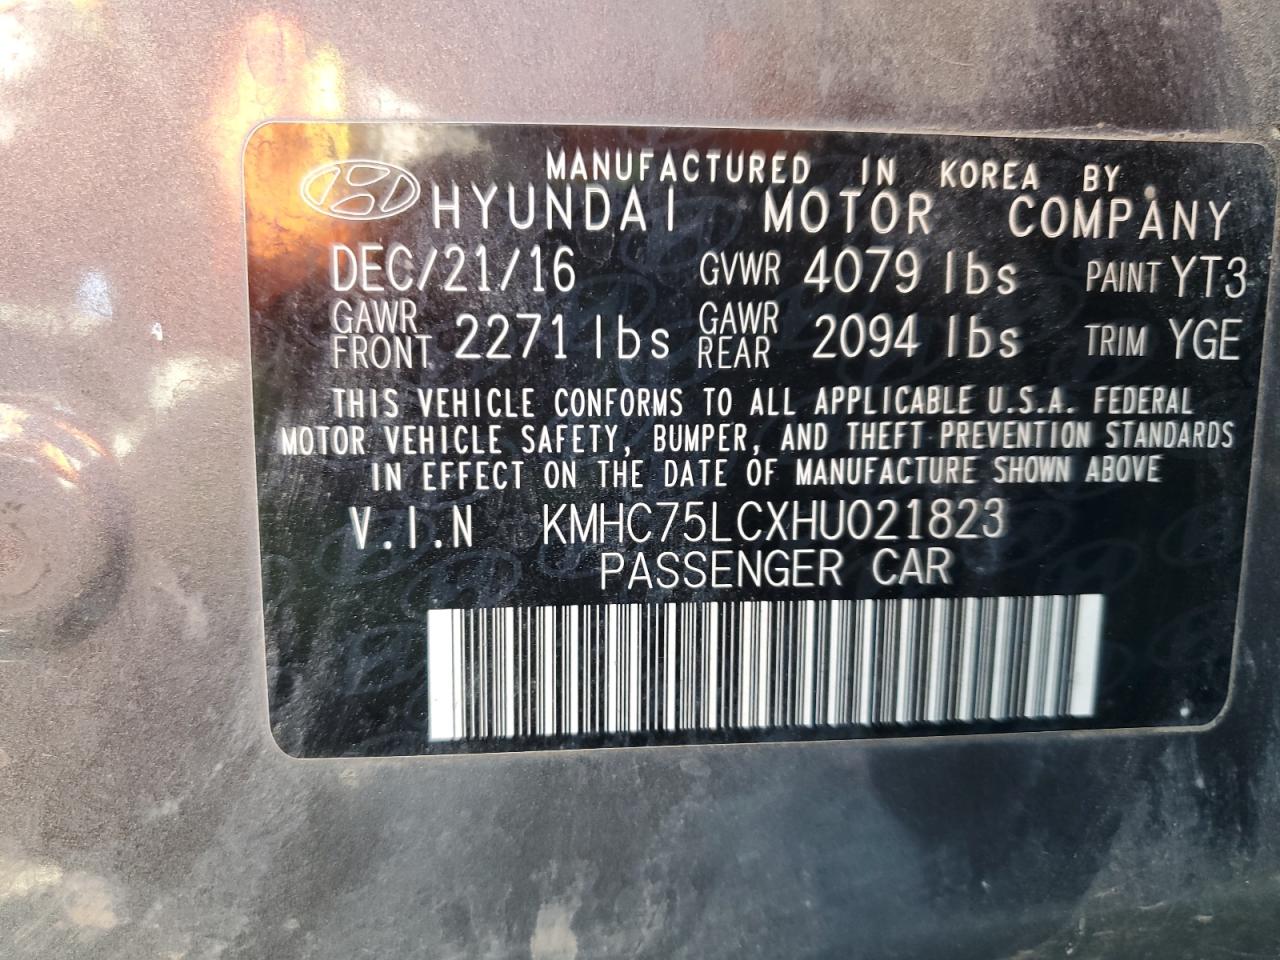 MANUFACTURED IN KOREA BY
HYUNDAI MOTOR COMPANY
DEC/21/16 GVWR 4079 lbs PAINT YT3
GAWR FRONT 2271 lbs GAWR REAR 2094 lbs TRIM YGE
THIS VEHICLE CONFORMS TO ALL APPLICABLE U.S.A. FEDERAL
MOTOR VEHICLE SAFETY, BUMPER, AND THEFT PREVENTION STANDARDS
IN EFFECT ON THE DATE OF MANUFACTURE SHOWN ABOVE
V.I.N KMHC75LCXHU021823
PASSENGER CAR